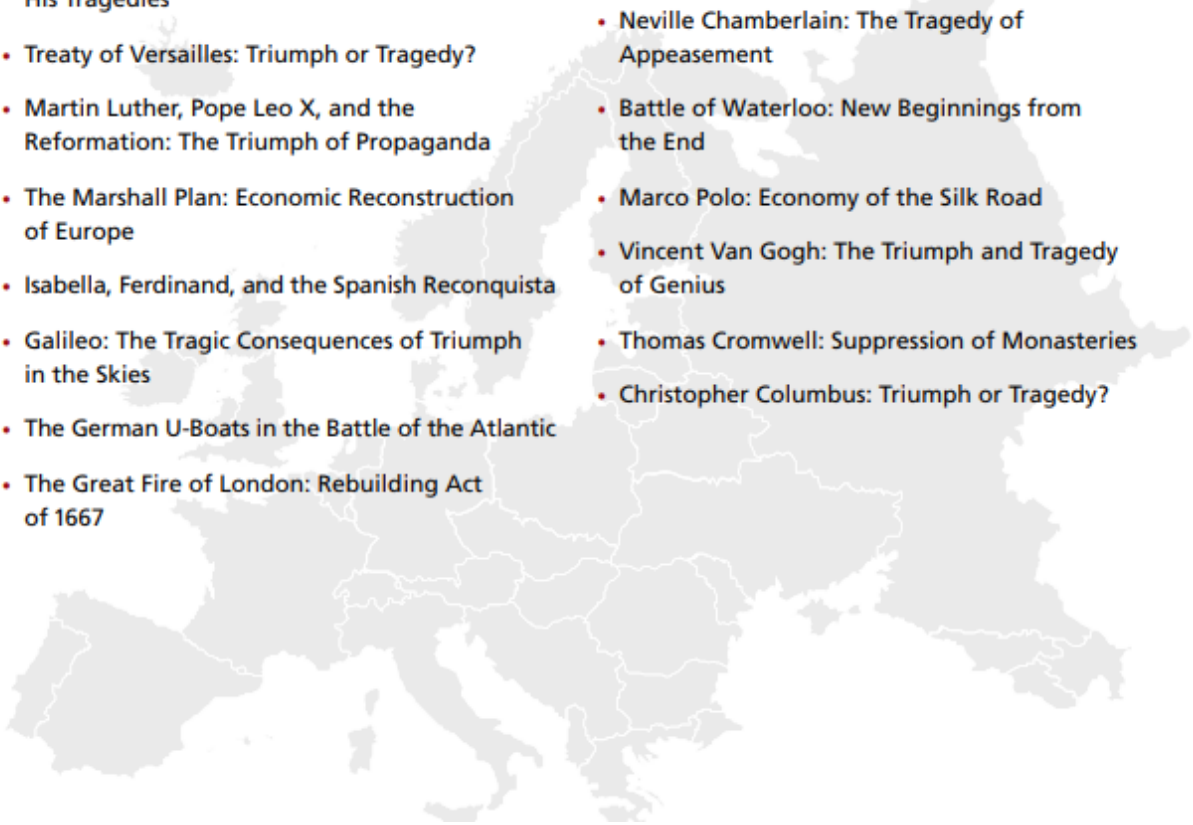 His Tragedies
• Treaty of Versailles: Triumph or Tragedy?
• Martin Luther, Pope Leo X, and the
Reformation: The Triumph of Propaganda
• The Marshall Plan: Economic Reconstruction
of Europe
• Isabella, Ferdinand, and the Spanish Reconquista
• Galileo: The Tragic Consequences of Triumph
in the Skies
• The German U-Boats in the Battle of the Atlantic
• The Great Fire of London: Rebuilding Act
of 1667
• Neville Chamberlain: The Tragedy of
Appeasement
• Battle of Waterloo: New Beginnings from
the End
• Marco Polo: Economy of the Silk Road
• Vincent Van Gogh: The Triumph and Tragedy
of Genius
• Thomas Cromwell: Suppression of Monasteries
• Christopher Columbus: Triumph or Tragedy?